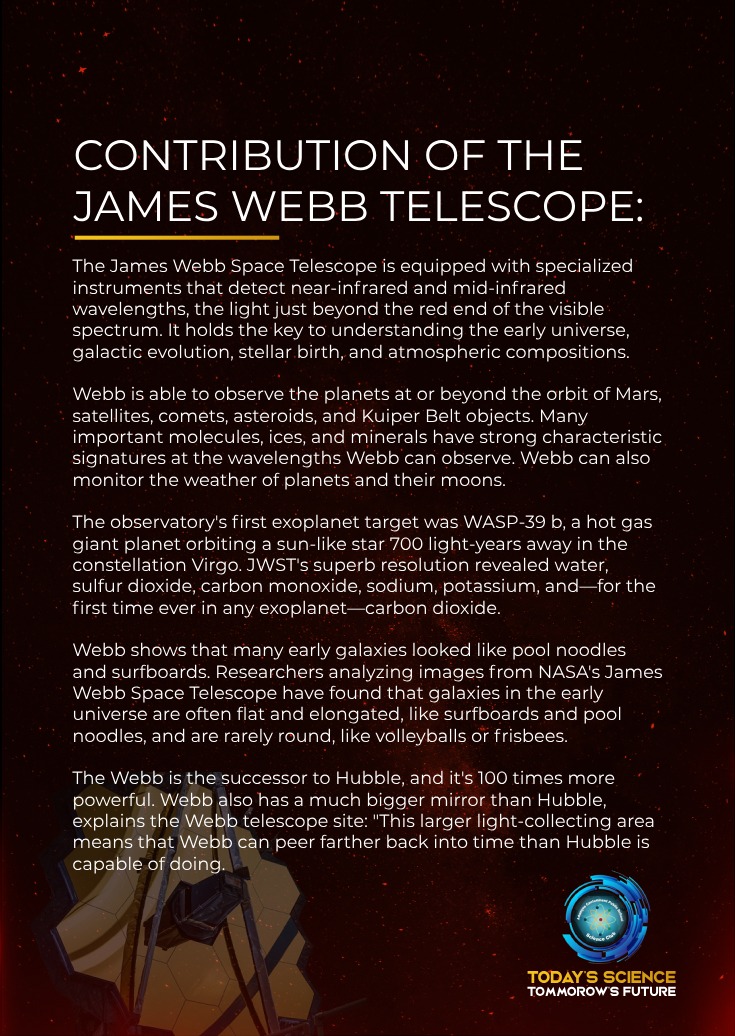 CONTRIBUTION OF THE
JAMES WEBB TELESCOPE:
The James Webb Space Telescope is equipped with specialized
instruments that detect near-infrared and mid-infrared
wavelengths, the light just beyond the red end of the visible
spectrum. It holds the key to understanding the early universe,
galactic evolution, stellar birth, and atmospheric compositions.
Webb is able to observe the planets at or beyond the orbit of Mars,
satellites, comets, asteroids, and Kuiper Belt objects. Many
important molecules, ices, and minerals have strong characteristic
signatures at the wavelengths Webb can observe. Webb can also
monitor the weather of planets and their moons.
The observatory's first exoplanet target was WASP-39 b, a hot gas
giant planet orbiting a sun-like star 700 light-years away in the
constellation Virgo. JWST's superb resolution revealed water,
sulfur dioxide, carbon monoxide, sodium, potassium, and—for the
first time ever in any exoplanet—carbon dioxide.
Webb shows that many early galaxies looked like pool noodles
and surfboards. Researchers analyzing images from NASA's James
Webb Space Telescope have found that galaxies in the early
universe are often flat and elongated, like surfboards and pool
noodles, and are rarely round, like volleyballs or frisbees.
The Webb is the successor to Hubble, and it's 100 times more
powerful. Webb also has a much bigger mirror than Hubble,
explains the Webb telescope site: "This larger light-collecting area
means that Webb can peer farther back into time than Hubble is
capable of doing.
Science Club
TODAY'S SCIENCE
TOMMOROW'S FUTURE